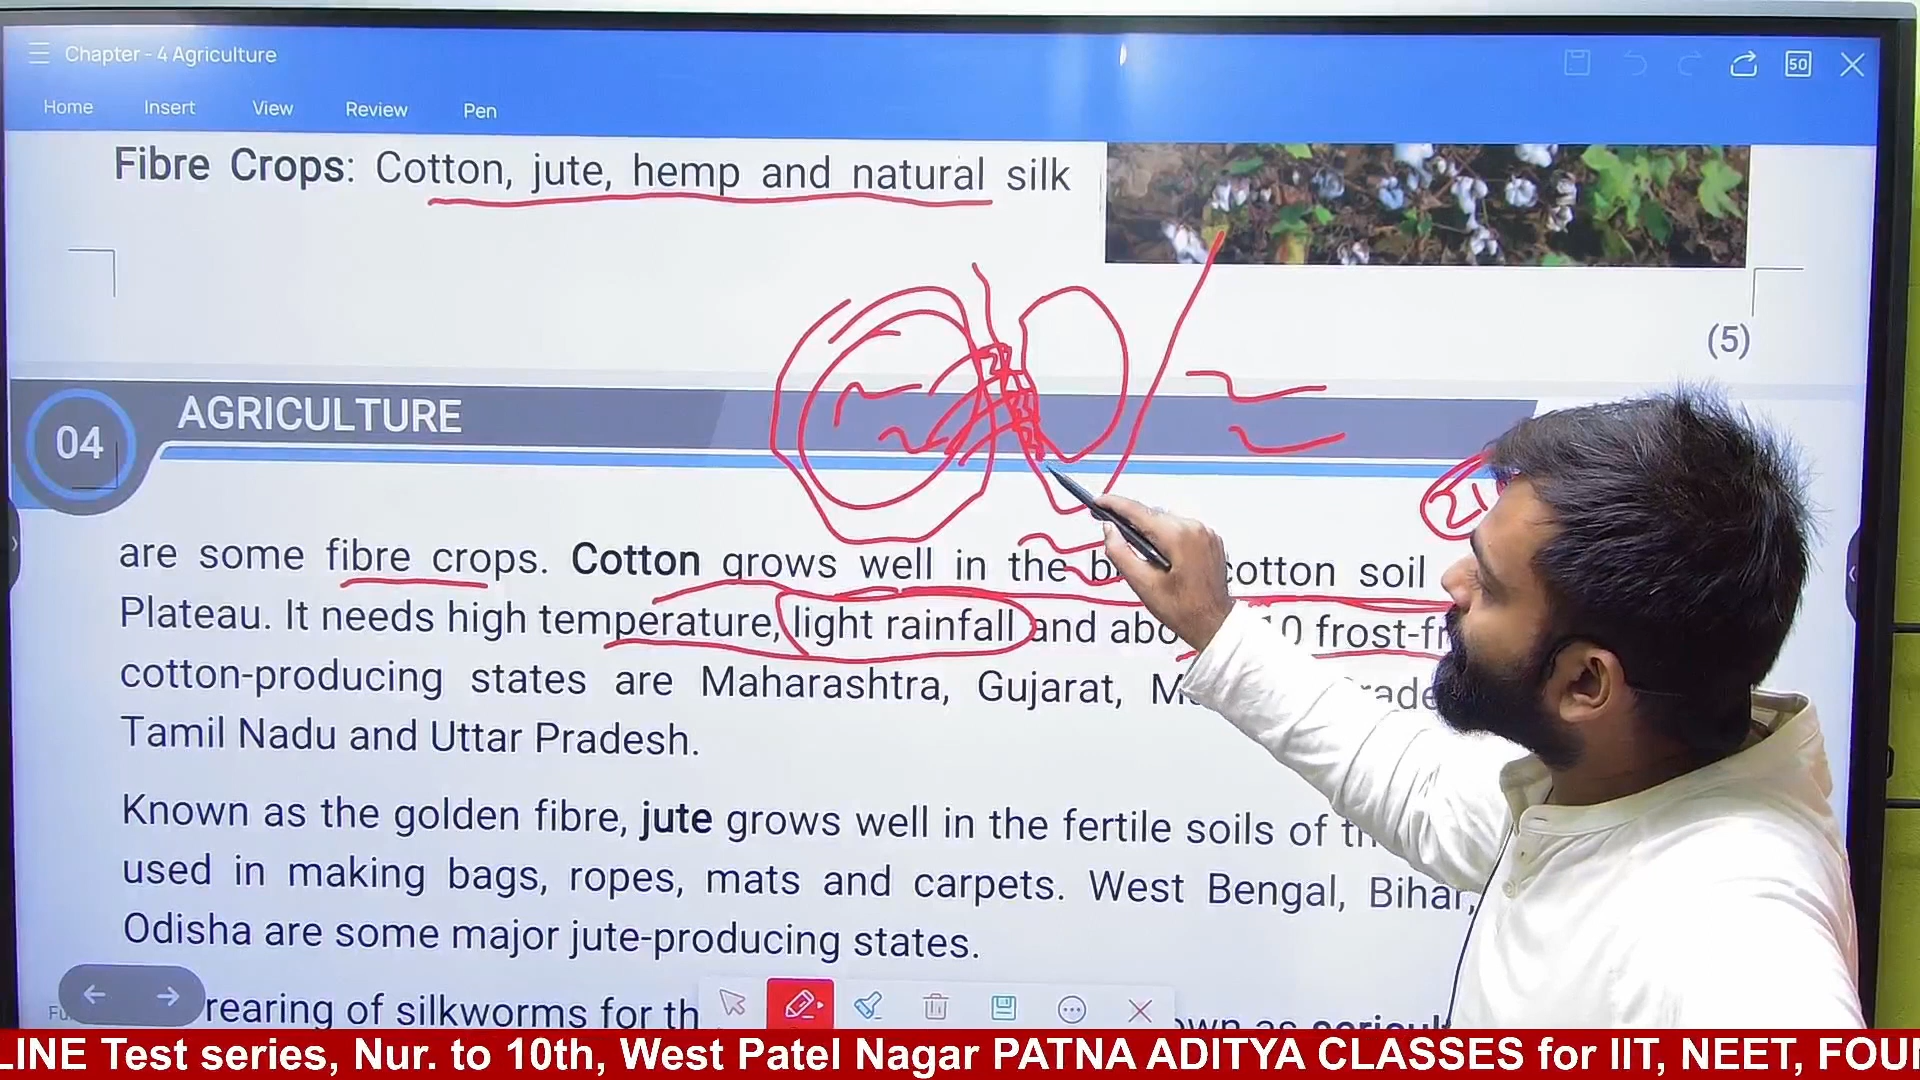 Chapter - 4 Agriculture
50
Home Insert View Review Pen
Fibre Crops: Cotton, jute, hemp and natural silk
(5)
04 AGRICULTURE
are some fibre crops. Cotton grows well in the cotton soil
Plateau. It needs high temperature, light rainfall and 10 frost-fr
cotton-producing states are Maharashtra, Gujarat,
Tamil Nadu and Uttar Pradesh.
Known as the golden fibre, jute grows well in the fertile soils of
used in making bags, ropes, mats and carpets. West Bengal, Bihar,
Odisha are some major jute-producing states.
rearing of silkworms for th
LINE Test series, Nur. to 10th, West Patel Nagar PATNA ADITYA CLASSES for IIT, NEET, FOUN